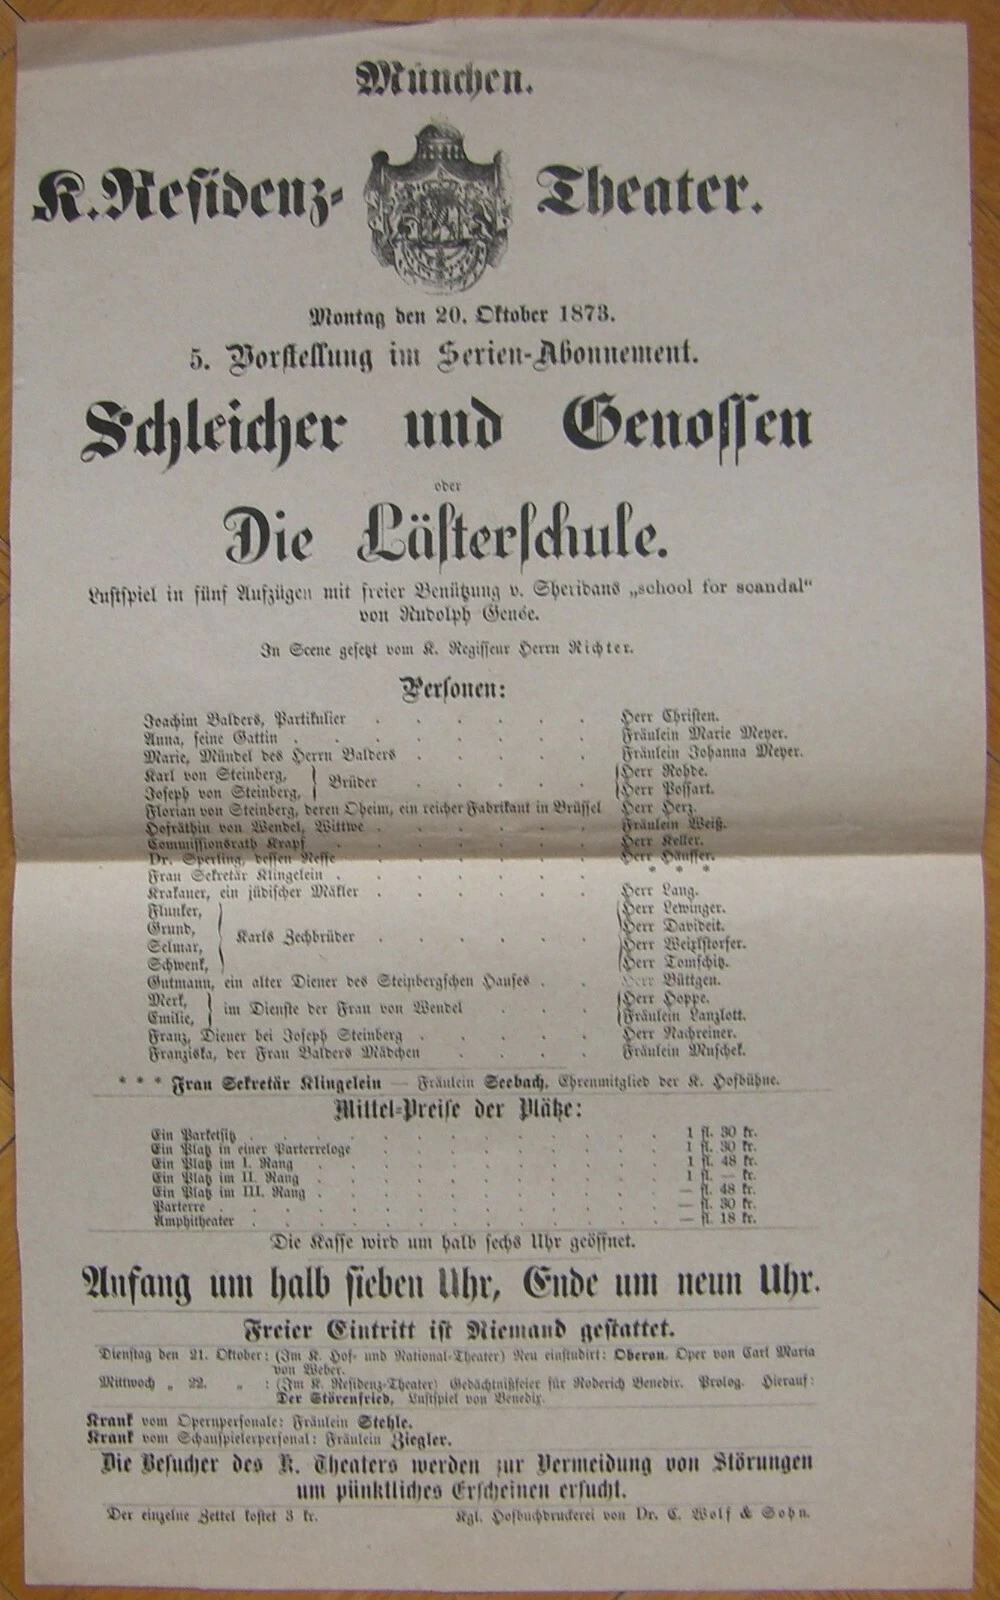 München.
K. Residenz- Theater.
Montag den 20. Oktober 1873.
5. Vorstellung im Serien-Abonnement.
Schleicher und Genossen
oder
Die Lästerschule.
Lustspiel in fünf Aufzügen mit freier Benützung v. Sheridans „school for scandal“
von Rudolph Genée.
In Scene gesetzt vom K. Regisseur Herrn Richter.
Personen:
Joachim Balders, Partikulier . . . . . . Herr Christen.
Anna, seine Gattin . . . . . . . . Fräulein Marie Meyer.
Marie, Mündel des Herrn Balders . . . . . Fräulein Johanna Meyer.
Karl von Steinberg, } Brüder . . . . . { Herr Rohde.
Joseph von Steinberg, } { Herr Possart.
Florian von Steinberg, deren Oheim, ein reicher Fabrikant in Brüssel Herr Herz.
Hofräthin von Wendel, Wittwe . . . . . . Fräulein Weiß.
Commissionsrath Krapf . . . . . . . Herr Keller.
Dr. Sperling, dessen Neffe . . . . . . Herr Häusser.
Frau Sekretär Klingelein . . . . . . . * * *
Krakauer, ein jüdischer Mäkler . . . . . . Herr Lang.
Flunker, } { Herr Lewinger.
Grund, } Karls Zechbrüder . . . . . . { Herr Davideit.
Selmar, } { Herr Weixlstorfer.
Schwenk, } { Herr Tomschitz.
Gutmann, ein alter Diener des Steinbergschen Hauses . . Herr Büttgen.
Merk, } im Dienste der Frau von Wendel . . . { Herr Hoppe.
Emilie, } { Fräulein Lanzlott.
Franz, Diener bei Joseph Steinberg . . . . . Herr Nachreiner.
Franziska, der Frau Balders Mädchen . . . . Fräulein Muschek.
* * * Frau Sekretär Klingelein — Fräulein Seebach, Ehrenmitglied der K. Hofbühne.
Mittel-Preise der Plätze:
Ein Parketsitz . . . . . . . . . . . 1 fl. 30 kr.
Ein Platz in einer Parterreloge . . . . . . . 1 fl. 30 kr.
Ein Platz im I. Rang . . . . . . . . . 1 fl. 48 kr.
Ein Platz im II. Rang . . . . . . . . . 1 fl. — kr.
Ein Platz im III. Rang . . . . . . . . . — fl. 48 kr.
Parterre . . . . . . . . . . . . — fl. 30 kr.
Amphitheater . . . . . . . . . . . — fl. 18 kr.
Die Kasse wird um halb sechs Uhr geöffnet.
Anfang um halb sieben Uhr, Ende um neun Uhr.
Freier Eintritt ist Niemand gestattet.
Dienstag den 21. Oktober: (Im K. Hof- und National-Theater) Neu einstudirt: Oberon, Oper von Carl Maria
von Weber.
Mittwoch „ 22. „ : (Im K. Residenz-Theater) Gedächtnißfeier für Roderich Benedix. Prolog. Hierauf:
Der Störenfried, Lustspiel von Benedix.
Krank vom Opernpersonale: Fräulein Stehle.
Krank vom Schauspielerpersonal: Fräulein Ziegler.
Die Besucher des K. Theaters werden zur Vermeidung von Störungen
um pünktliches Erscheinen ersucht.
Der einzelne Zettel kostet 3 kr. Kgl. Hofbuchdruckerei von Dr. C. Wolf & Sohn.